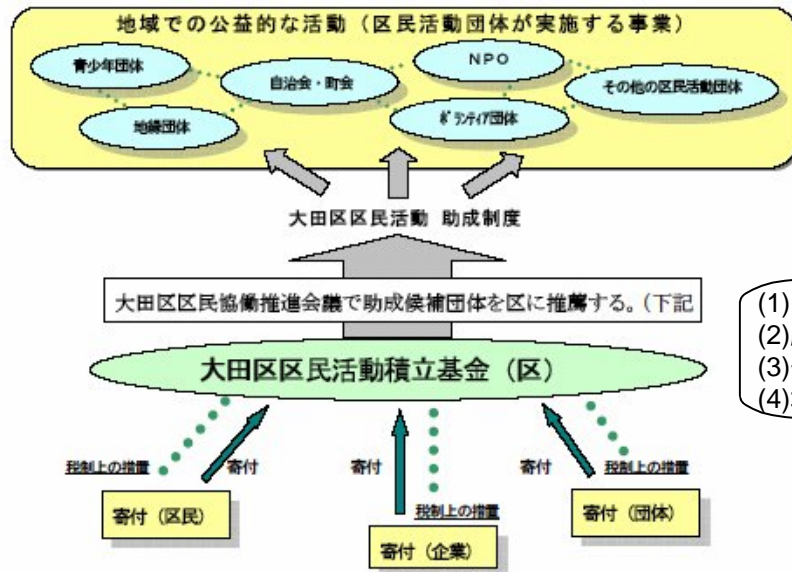 地域での公益的な活動(区民活動団体が実施する事業)
青少年団体
自治会・町会
NPO
その他の区民活動団体
地縁団体
ボランティア団体
大田区区民活動 助成制度
大田区区民協働推進会議で助成候補団体を区に推薦する。(下記
大田区区民活動積立基金(区)
(1)
(2)
(3)
(4)
税制上の措置
寄付
寄付
寄付
税制上の措置
寄付(区民)
税制上の措置
寄付(団体)
寄付(企業)